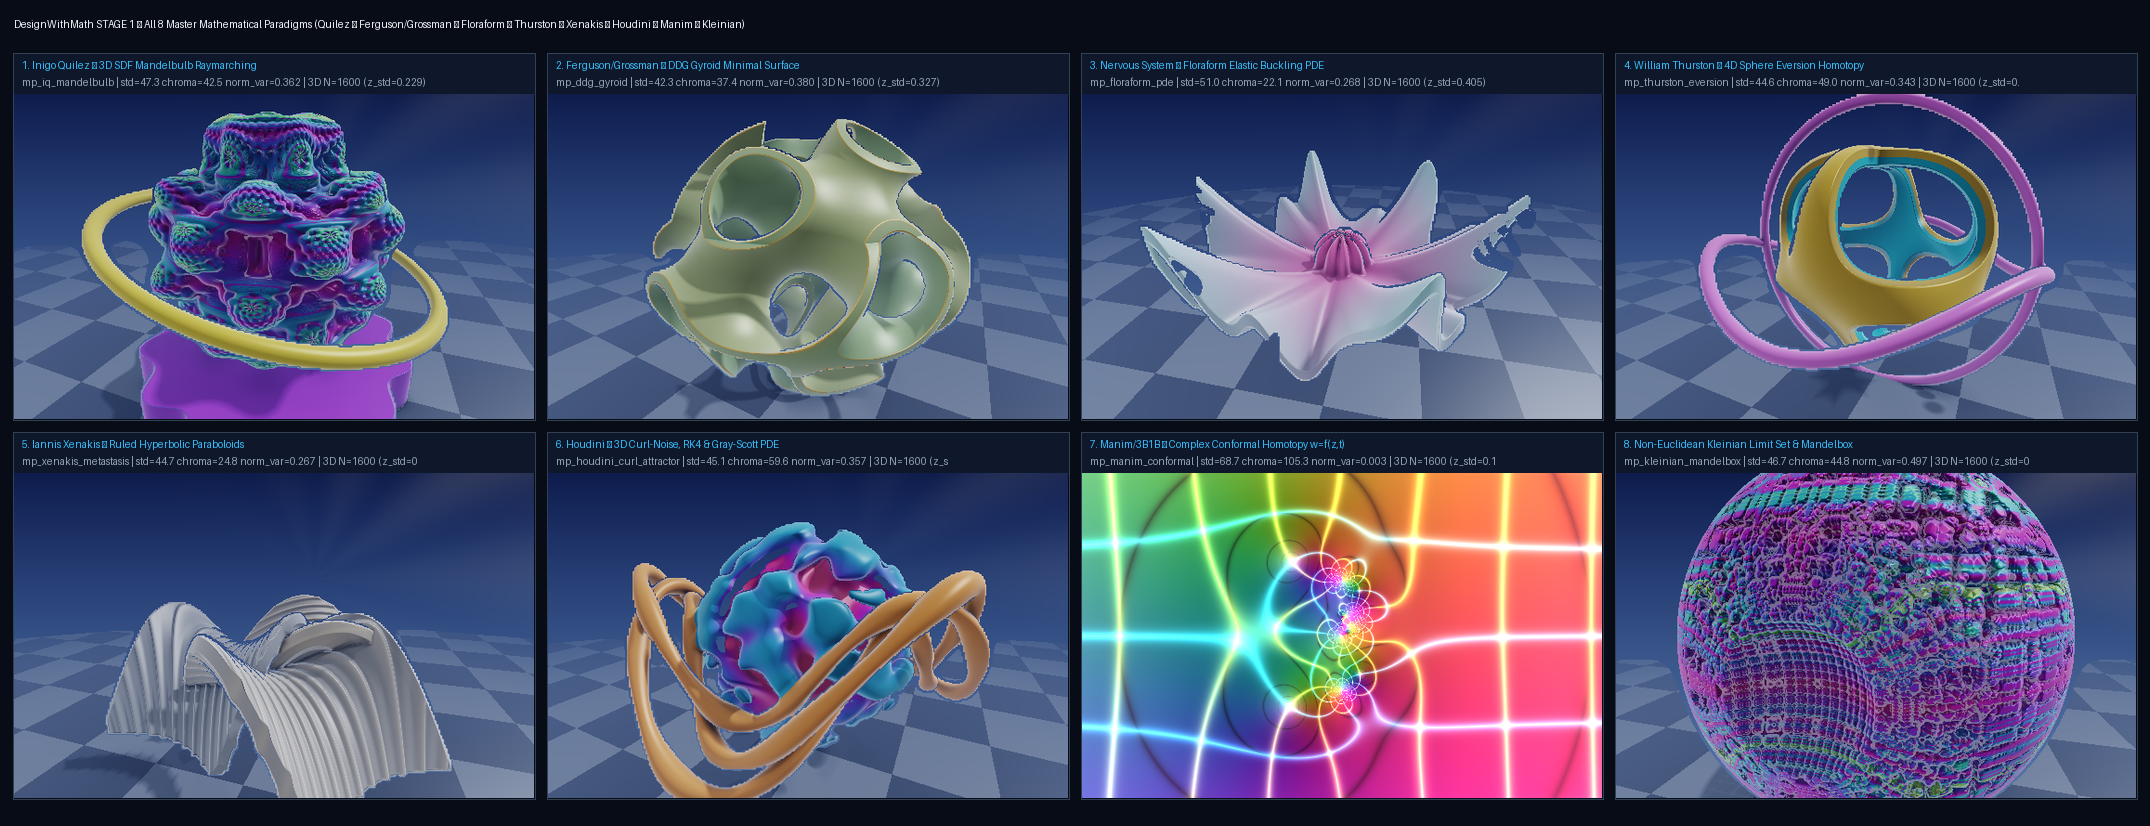 DesignWithMath STAGE 1 ▯ All 8 Master Mathematical Paradigms (Quilez ▯ Ferguson/Grossman ▯ Floraform ▯ Thurston ▯ Xenakis ▯ Houdini ▯ Manim ▯ Kleinian)
1. Inigo Quilez ▯ 3D SDF Mandelbulb Raymarching
mp_iq_mandelbulb | std=47.3 chroma=42.5 norm_var=0.362 | 3D N=1600 (z_std=0.229)
2. Ferguson/Grossman ▯ DDG Gyroid Minimal Surface
mp_ddg_gyroid | std=42.3 chroma=37.4 norm_var=0.380 | 3D N=1600 (z_std=0.327)
3. Nervous System ▯ Floraform Elastic Buckling PDE
mp_floraform_pde | std=51.0 chroma=22.1 norm_var=0.268 | 3D N=1600 (z_std=0.405)
4. William Thurston ▯ 4D Sphere Eversion Homotopy
mp_thurston_eversion | std=44.6 chroma=49.0 norm_var=0.343 | 3D N=1600 (z_std=0.
5. Iannis Xenakis ▯ Ruled Hyperbolic Paraboloids
mp_xenakis_metastasis | std=44.7 chroma=24.8 norm_var=0.267 | 3D N=1600 (z_std=0
6. Houdini ▯ 3D Curl-Noise, RK4 & Gray-Scott PDE
mp_houdini_curl_attractor | std=45.1 chroma=59.6 norm_var=0.357 | 3D N=1600 (z_s
7. Manim/3B1B ▯ Complex Conformal Homotopy w=f(z,t)
mp_manim_conformal | std=68.7 chroma=105.3 norm_var=0.003 | 3D N=1600 (z_std=0.1
8. Non-Euclidean Kleinian Limit Set & Mandelbox
mp_kleinian_mandelbox | std=46.7 chroma=44.8 norm_var=0.497 | 3D N=1600 (z_std=0